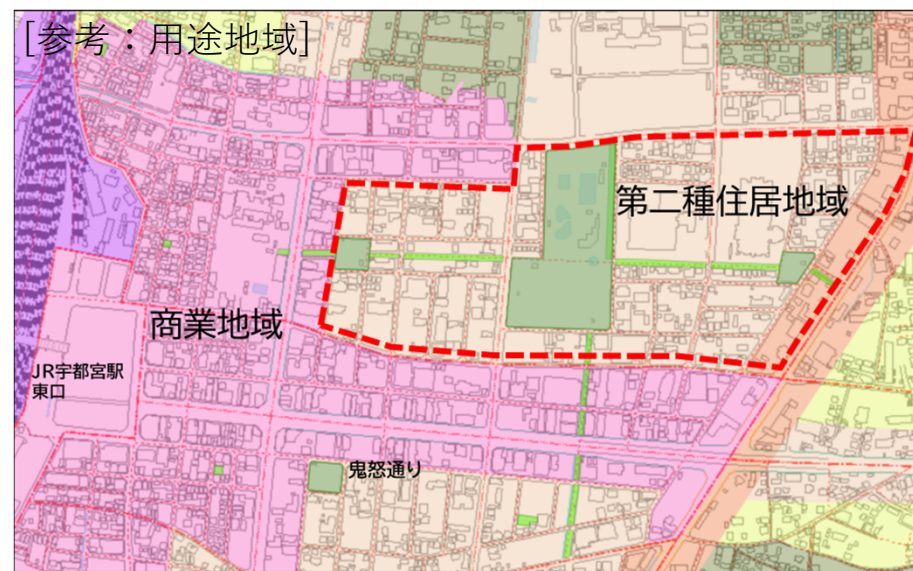 [参考：用途地域]
第二種住居地域
商業地域
JR宇都宮駅
東口
鬼怒通り